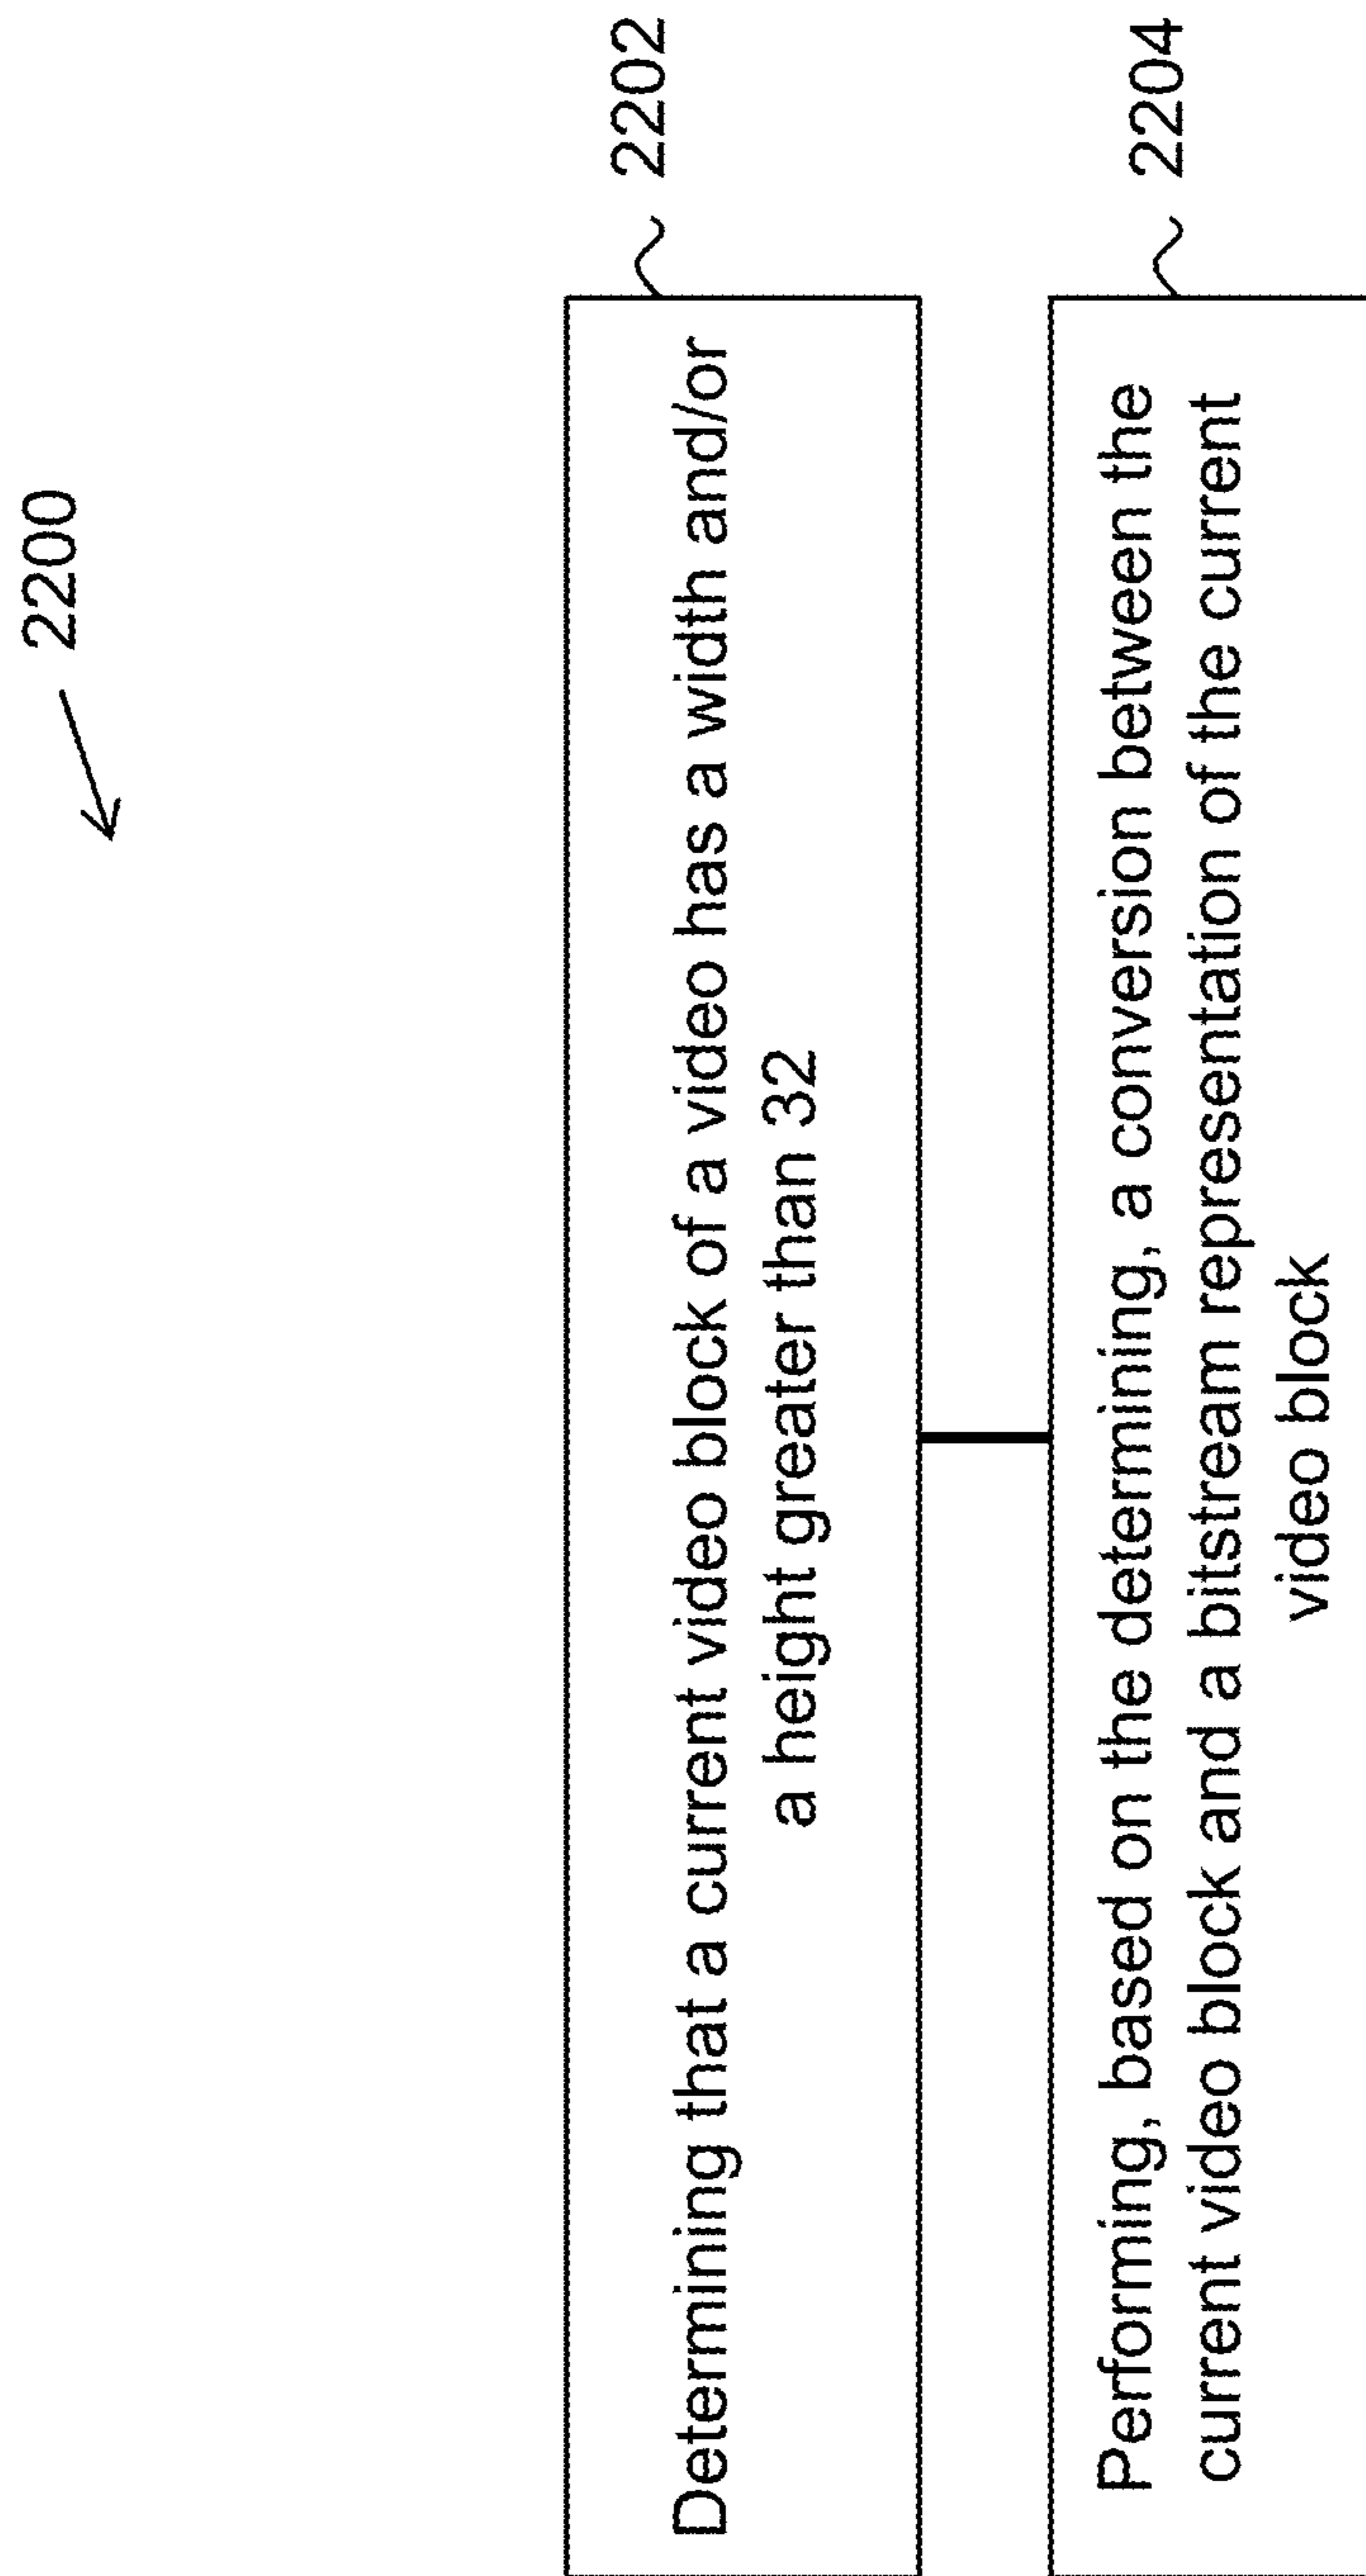 2200
2202
Determining that a current video block of a video has a width and/or
a height greater than 32
2204
Performing, based on the determining, a conversion between the
current video block and a bitstream representation of the current
video block